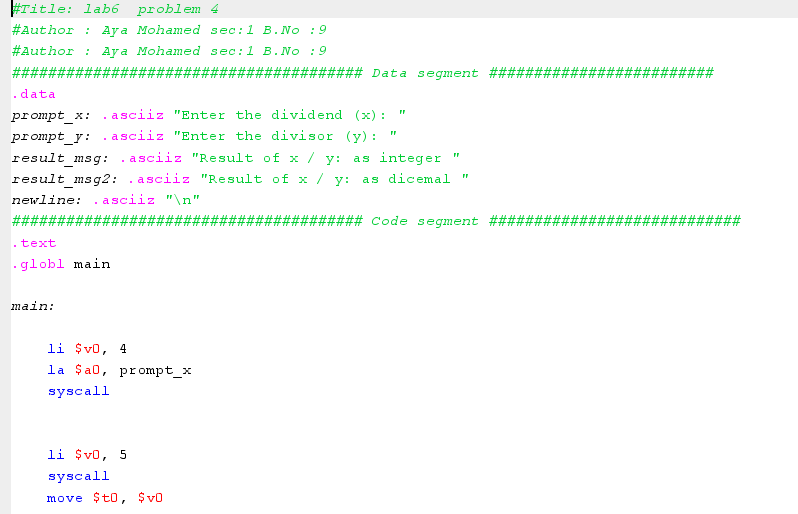 #Title: lab6  problem 4
#Author : Aya Mohamed sec:1 B.No :9
#Author : Aya Mohamed sec:1 B.No :9
####################################### Data segment #########################
.data
prompt_x: .asciiz "Enter the dividend (x): "
prompt_y: .asciiz "Enter the divisor (y): "
result_msg: .asciiz "Result of x / y: as integer "
result_msg2: .asciiz "Result of x / y: as dicemal "
newline: .asciiz "\n"
####################################### Code segment ############################
.text
.globl main
main:
li $v0, 4
la $a0, prompt_x
syscall
li $v0, 5
syscall
move $t0, $v0